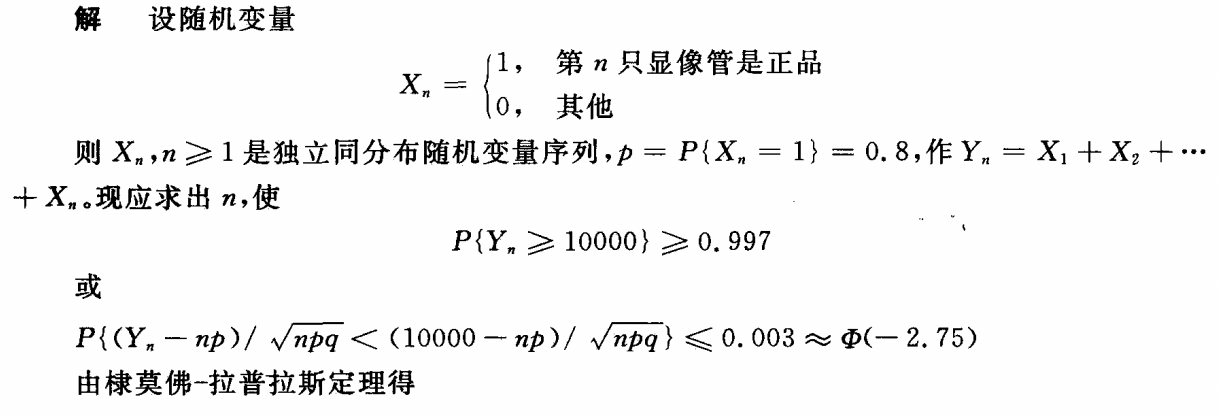 解 设随机变量
X_n = {1, 第 n 只显像管是正品
0, 其他
则 X_n, n ≥ 1 是独立同分布随机变量序列, p = P{X_n = 1} = 0.8, 作 Y_n = X_1 + X_2 + ⋯
+ X_n。现应求出 n, 使
P{Y_n ≥ 10000} ≥ 0.997
或
P{(Y_n − np)/ √npq < (10000 − np)/ √npq} ≤ 0.003 ≈ Φ(− 2.75)
由棣莫佛-拉普拉斯定理得